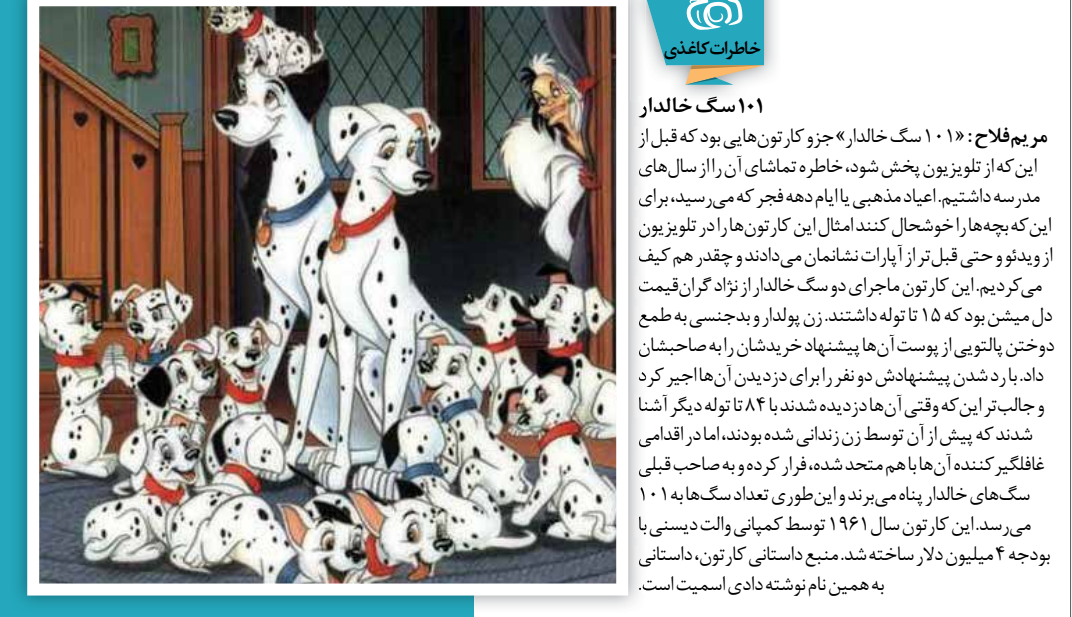 خاطرات کاغذی
۱۰۱ سگ خالدار
مریم فلاح: «۱۰۱ سگ خالدار» جزو کارتون‌هایی بود که قبل از
این که از تلویزیون پخش شود، خاطره تماشای آن را از سال‌های
مدرسه داشتیم. اعیاد مذهبی یا ایام دهه فجر که می‌رسید، برای
این که بچه‌ها را خوشحال کنند امثال این کارتون‌ها را در تلویزیون
از ویدئو و حتی قبل‌تر از آپارات نشانمان می‌دادند و چقدر هم کیف
می‌کردیم. این کارتون ماجرای دو سگ خالدار از نژاد گران‌قیمت
دل میشن بود که ۱۵ تا توله داشتند. زن پولدار و بدجنسی به طمع
دوختن پالتویی از پوست آن‌ها پیشنهاد خریدشان را به صاحبشان
داد. با رد شدن پیشنهادش دو نفر را برای دزدیدن آن‌ها اجیر کرد
و جالب‌تر این که وقتی آن‌ها دزدیده شدند با ۸۴ تا توله دیگر آشنا
شدند که پیش از آن توسط زن زندانی شده بودند، اما در اقدامی
غافلگیر کننده آن‌ها با هم متحد شده، فرار کرده و به صاحب قبلی
سگ‌های خالدار پناه می‌برند و این‌طوری تعداد سگ‌ها به ۱۰۱
می‌رسد. این کارتون سال ۱۹۶۱ توسط کمپانی والت دیسنی با
بودجه ۴ میلیون دلار ساخته شد. منبع داستانی کارتون، داستانی
به همین نام نوشته دادی اسمیت است.